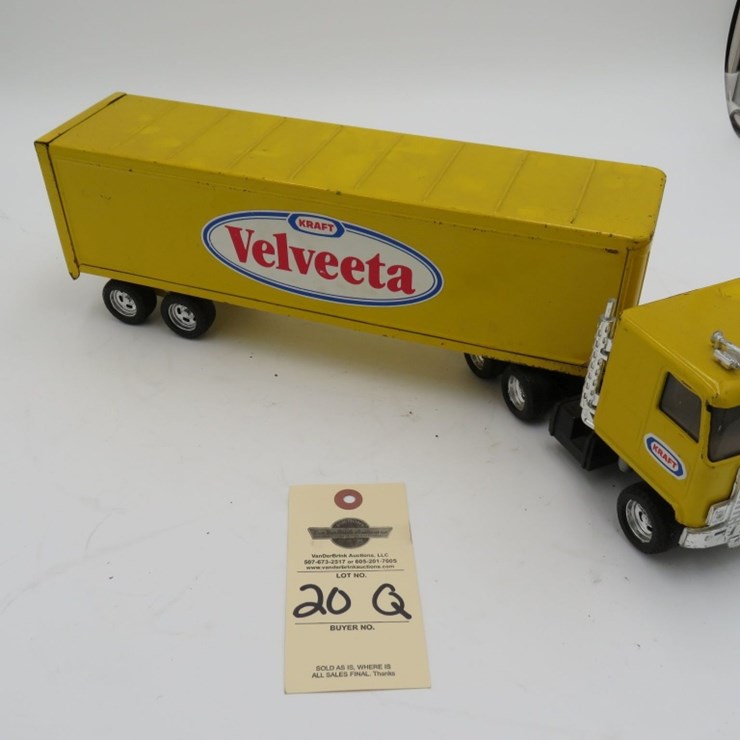 KRAFT
Velveeta
KRAFT
VanDerBrink Auctions, LLC
507-673-2517 or 605-201-7005
www.vanderbrinkauctions.com
LOT NO.
20 Q
BUYER NO.
SOLD AS IS, WHERE IS
ALL SALES FINAL. Thanks